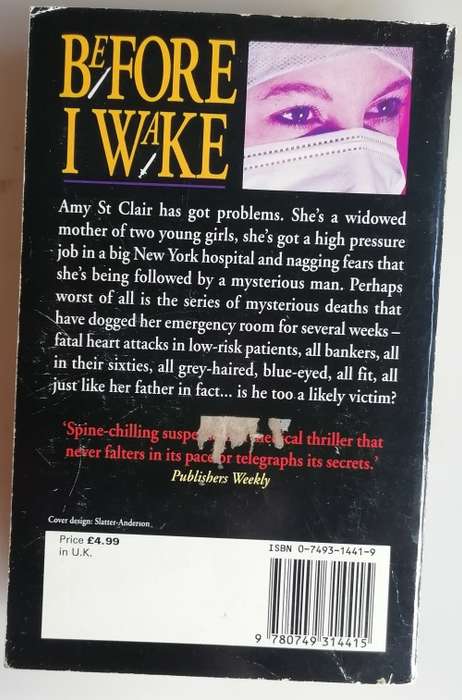 BEFORE
I WAKE
Amy St Clair has got problems. She's a widowed
mother of two young girls, she's got a high pressure
job in a big New York hospital and nagging fears that
she's being followed by a mysterious man. Perhaps
worst of all is the series of mysterious deaths that
have dogged her emergency room for several weeks –
fatal heart attacks in low-risk patients, all bankers, all
in their sixties, all grey-haired, blue-eyed, all fit, all
just like her father in fact... is he too a likely victim?
'Spine-chilling thriller that
never falters in its pace or telegraphs its secrets.'
Publishers Weekly
Cover design: Slatter-Anderson
Price £4.99
in U.K.
ISBN 0-7493-1441-9
9 780749 314415